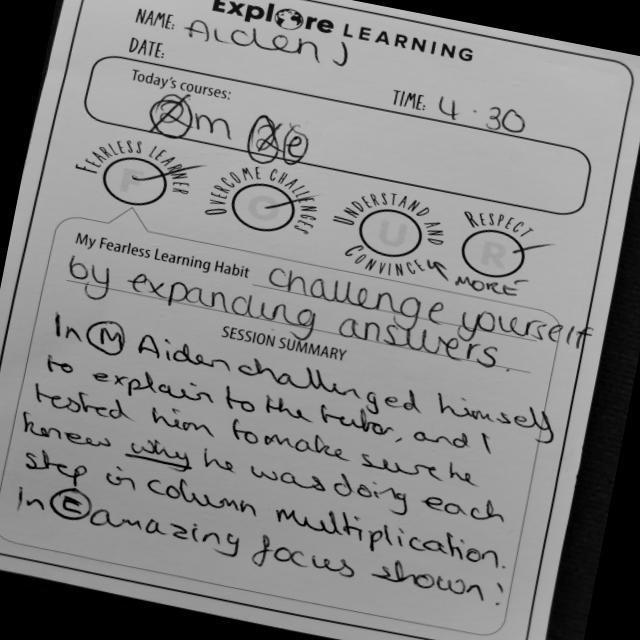 Explore LEARNING
NAME: Aiden J
DATE:
TIME: 4.30
Today's courses:
2m 2e
FEARLESS LEARNER
OVERCOME CHALLENGES
UNDERSTAND AND CONVINCE
RESPECT
F
O
U
R
MORE
My Fearless Learning Habit challenge yourself
by expanding answers.
SESSION SUMMARY
In M Aiden challenged himself
to explain to the tutor, and I
tested him to make sure he
knew why he was doing each
step in column multiplication.
in E amazing focus shown!